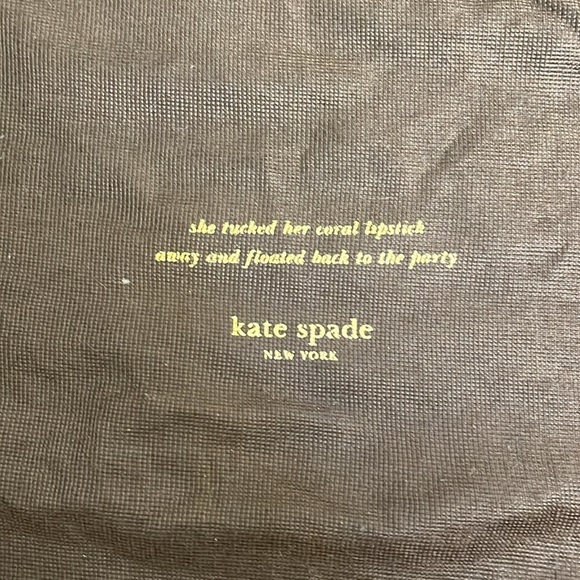 she tucked her coral lipstick
away and floated back to the party
kate spade
NEW YORK